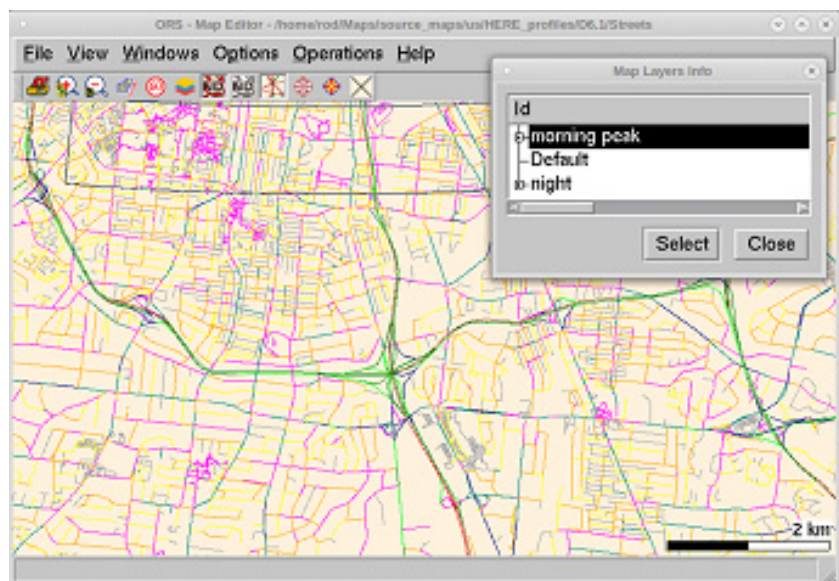 ORS - Map Editor - /home/rod/Maps/source_maps/us/HERE_profiles/D6.1/Streets
File View Windows Options Operations Help
Map Layers Info
Id
morning peak
Default
night
Select Close
2 km